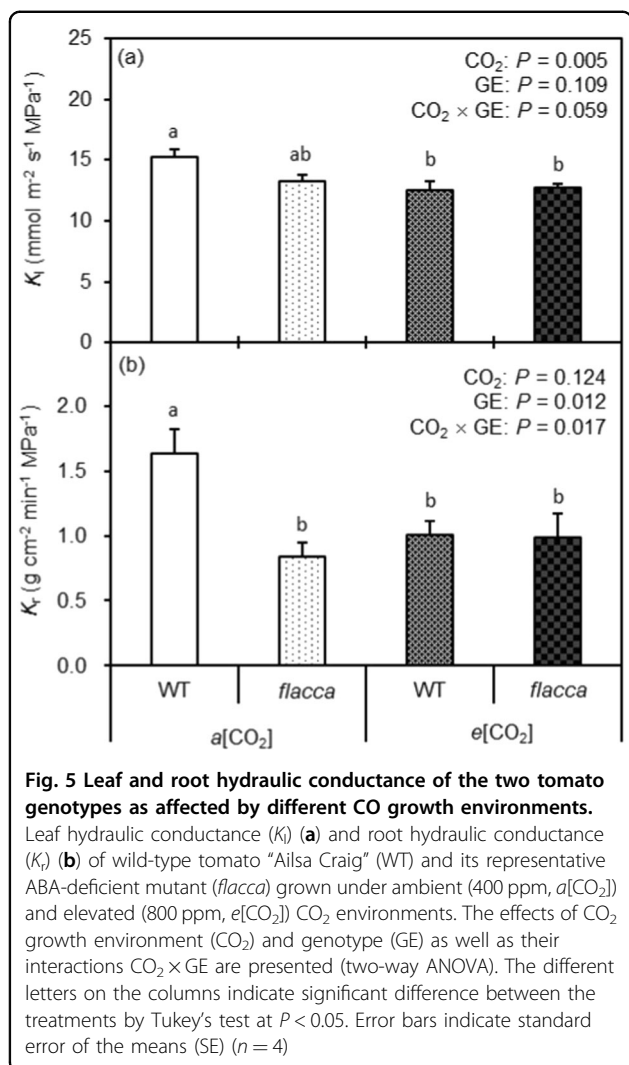 (a)
CO₂: P = 0.005
GE: P = 0.109
CO₂ × GE: P = 0.059
25
20
15
10
5
0
Kₗ (mmol m⁻² s⁻¹ MPa⁻¹)
a
ab
b
b
(b)
CO₂: P = 0.124
GE: P = 0.012
CO₂ × GE: P = 0.017
2.0
1.5
1.0
0.5
0.0
Kᵣ (g cm⁻² min⁻¹ MPa⁻¹)
a
b
b
b
WT
flacca
WT
flacca
a[CO₂]
e[CO₂]
Fig. 5 Leaf and root hydraulic conductance of the two tomato
genotypes as affected by different CO growth environments.
Leaf hydraulic conductance (Kₗ) (a) and root hydraulic conductance
(Kᵣ) (b) of wild-type tomato “Ailsa Craig” (WT) and its representative
ABA-deficient mutant (flacca) grown under ambient (400 ppm, a[CO₂])
and elevated (800 ppm, e[CO₂]) CO₂ environments. The effects of CO₂
growth environment (CO₂) and genotype (GE) as well as their
interactions CO₂ × GE are presented (two-way ANOVA). The different
letters on the columns indicate significant difference between the
treatments by Tukey’s test at P < 0.05. Error bars indicate standard
error of the means (SE) (n = 4)